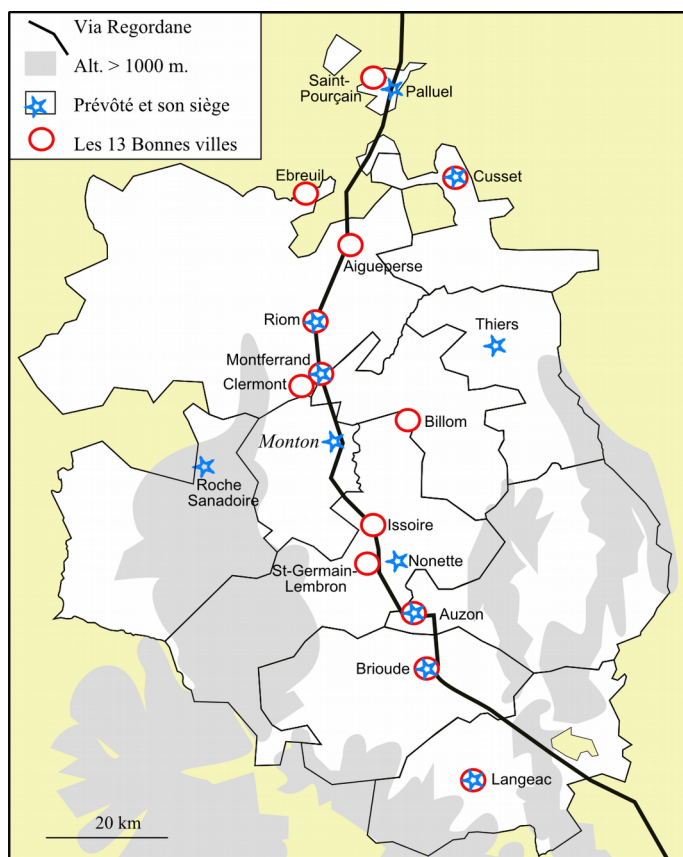 Via Regordane
Alt. > 1000 m.
Prévôté et son siège
Les 13 Bonnes villes
Saint-
Pourçain
Palluel
Ebreuil
Cusset
Aigueperse
Riom
Thiers
Montferrand
Clermont
Billom
Monton
Roche
Sanadoire
Issoire
St-Germain-
Lembron
Nonette
Auzon
Brioude
Langeac
20 km